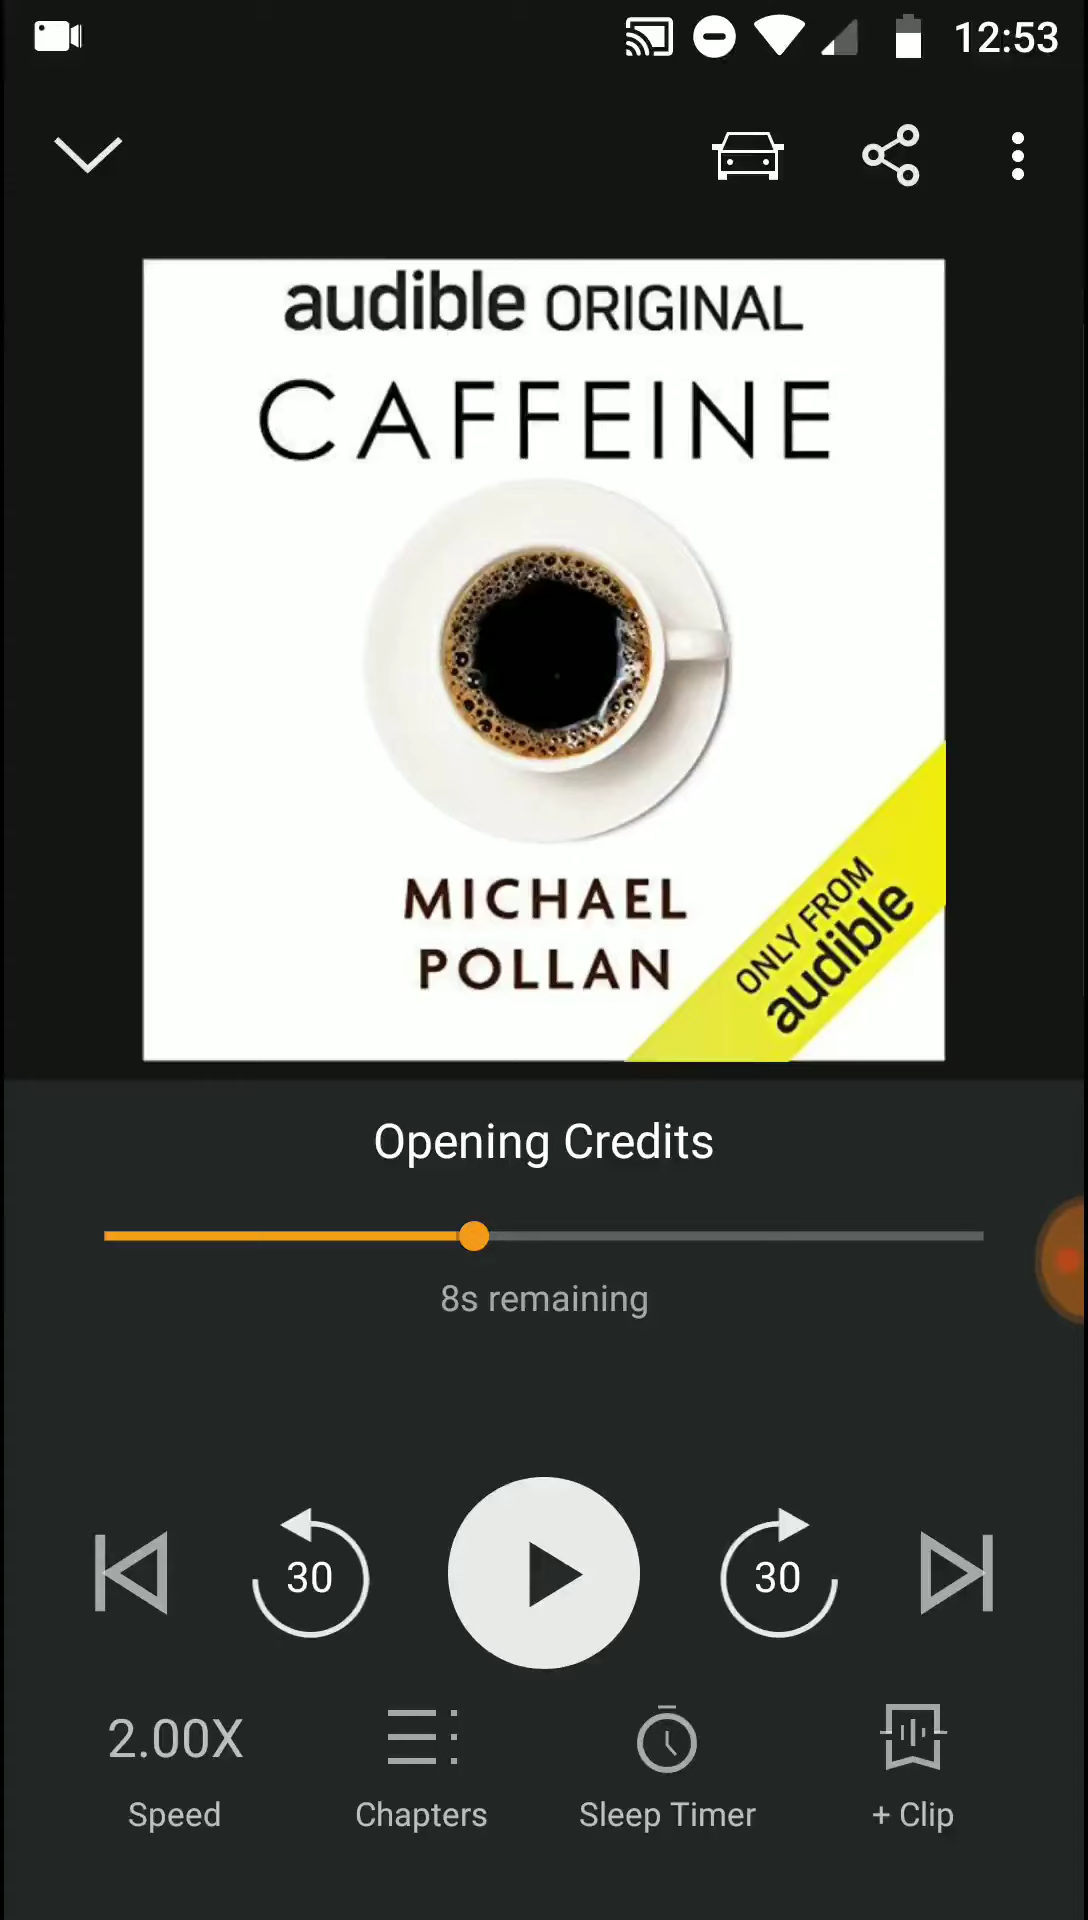 12:53
audible ORIGINAL
CAFFEINE
MICHAEL
POLLAN
ONLY FROM
audible
Opening Credits
8s remaining
30
30
2.00X
Speed
Chapters
Sleep Timer
+ Clip